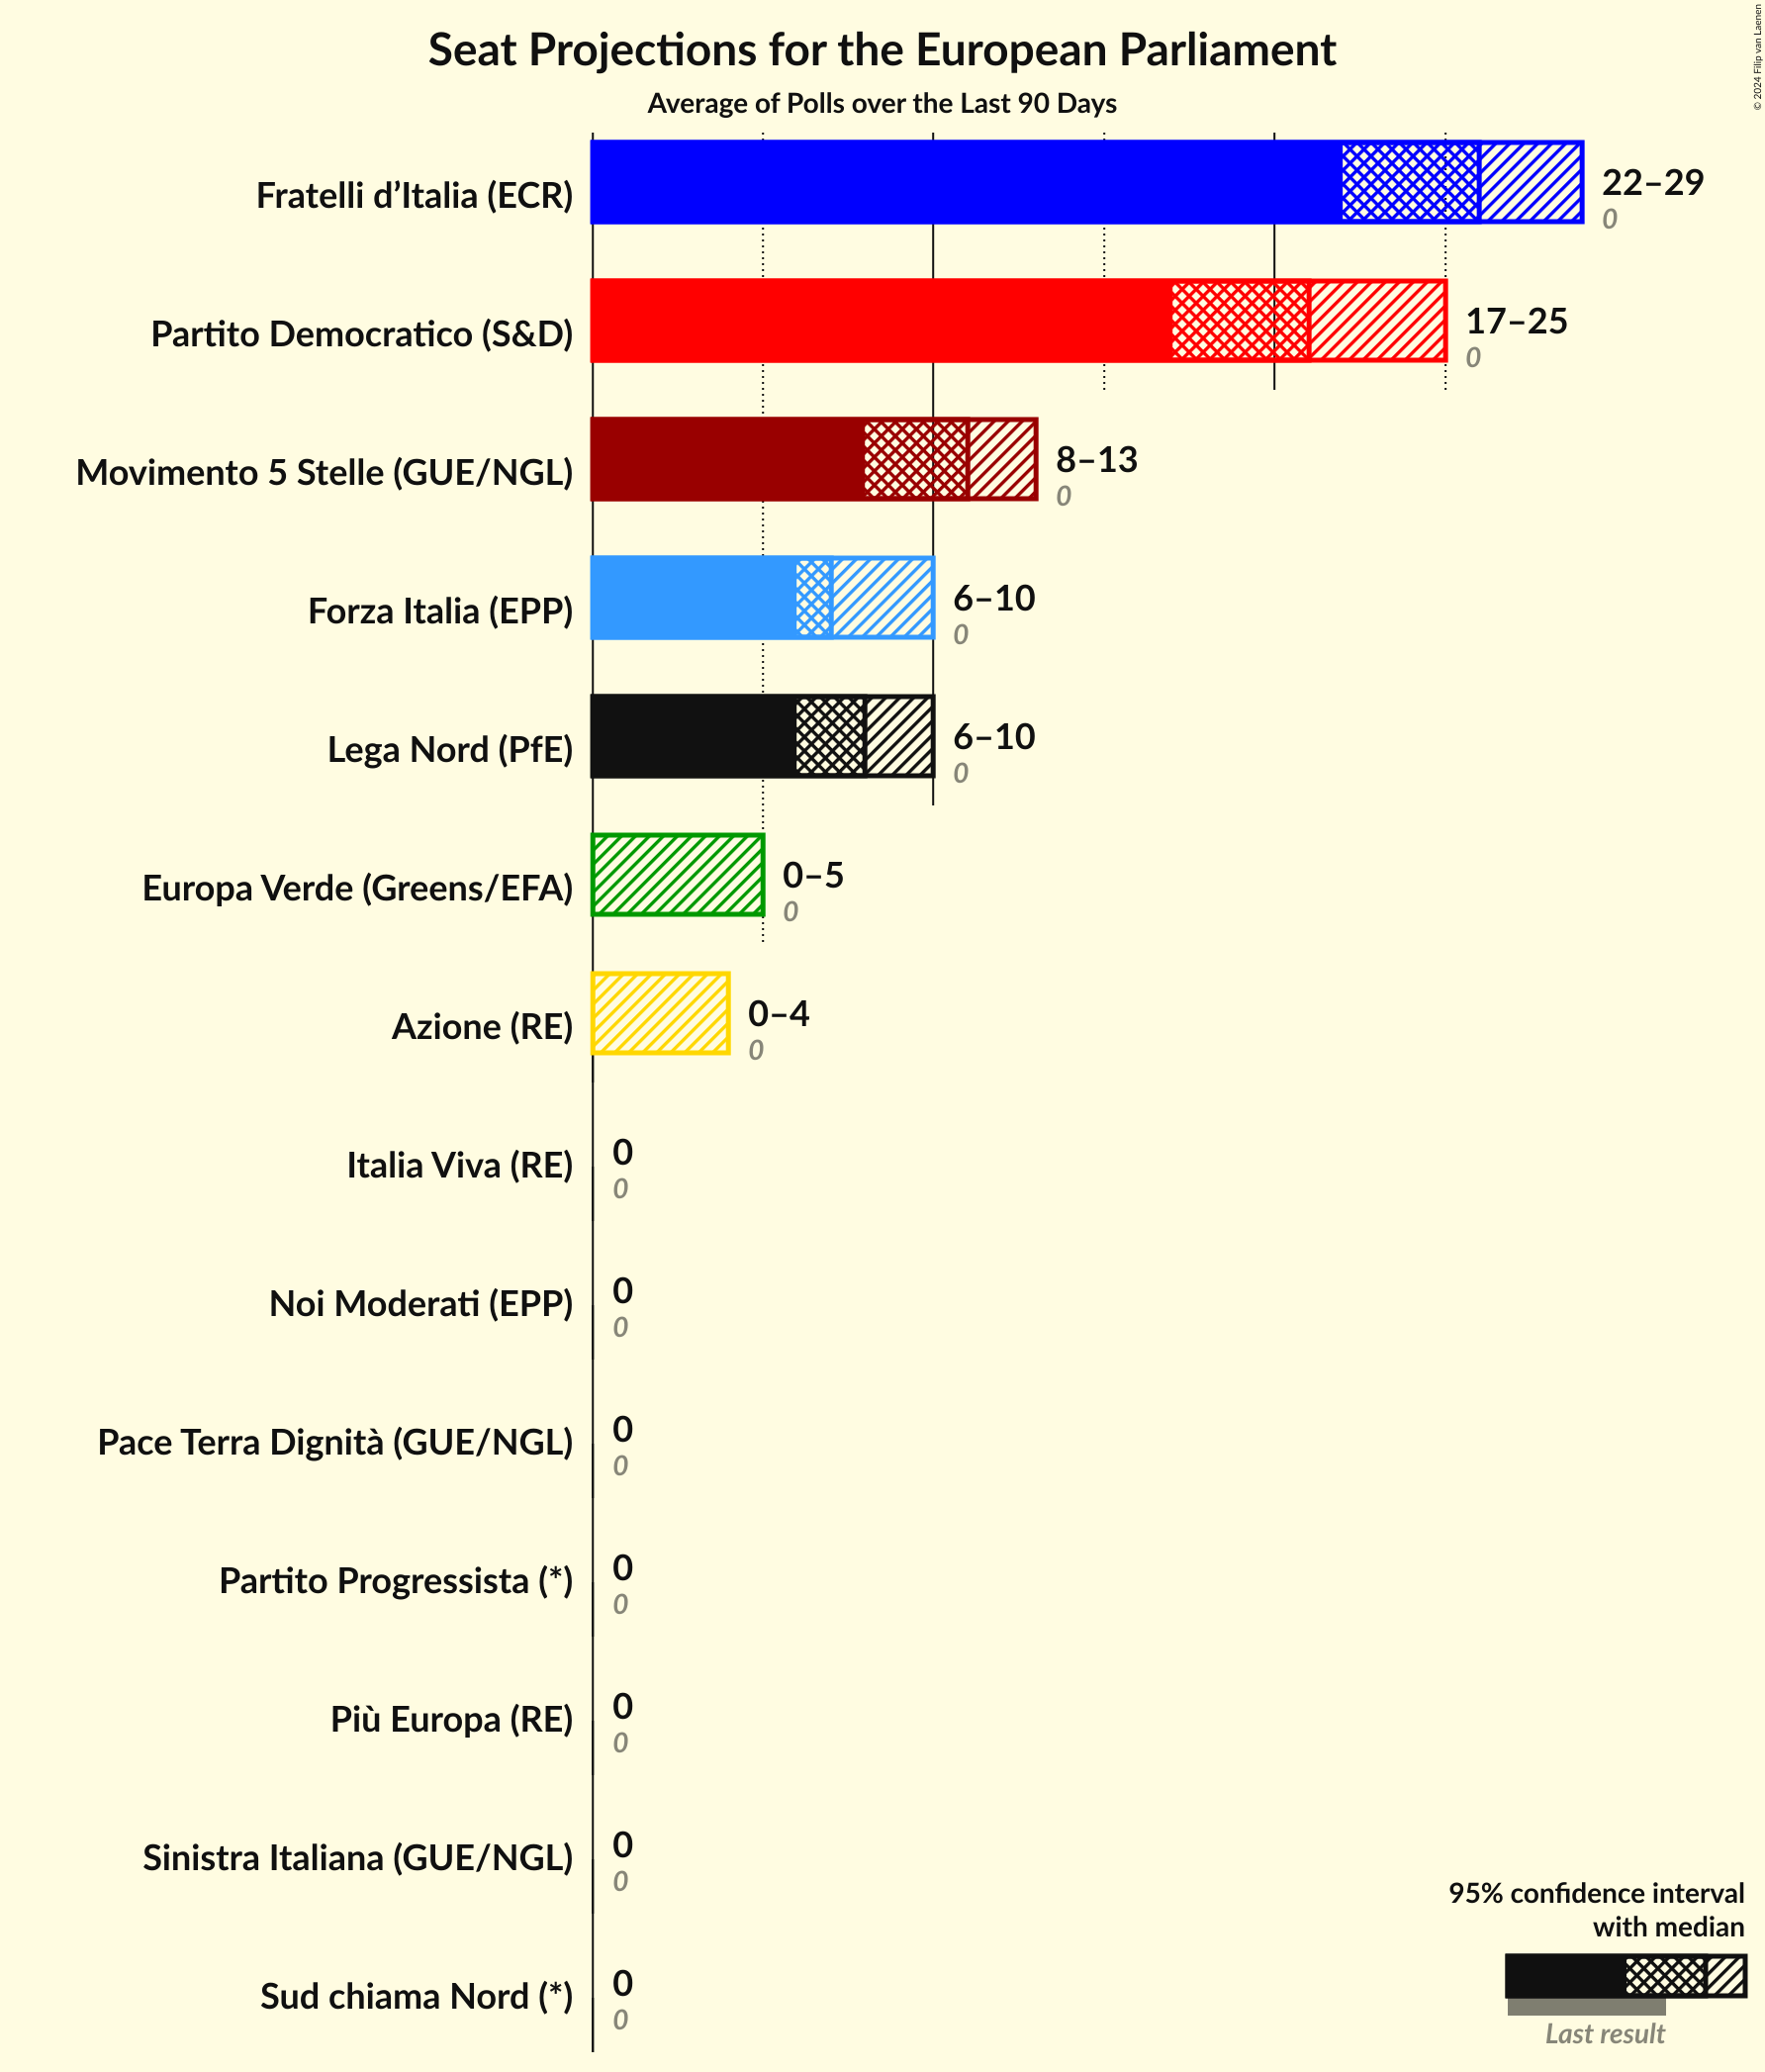 © 2024 Filip van Laenen
Seat Projections for the European Parliament
Average of Polls over the Last 90 Days
Fratelli d’Italia (ECR)
22–29
0
Partito Democratico (S&D)
17–25
0
Movimento 5 Stelle (GUE/NGL)
8–13
0
Forza Italia (EPP)
6–10
0
Lega Nord (PfE)
6–10
0
Europa Verde (Greens/EFA)
0–5
0
Azione (RE)
0–4
0
Italia Viva (RE)
0
0
Noi Moderati (EPP)
0
0
Pace Terra Dignità (GUE/NGL)
0
0
Partito Progressista (*)
0
0
Più Europa (RE)
0
0
Sinistra Italiana (GUE/NGL)
0
0
Sud chiama Nord (*)
0
0
95% confidence interval
with median
Last result